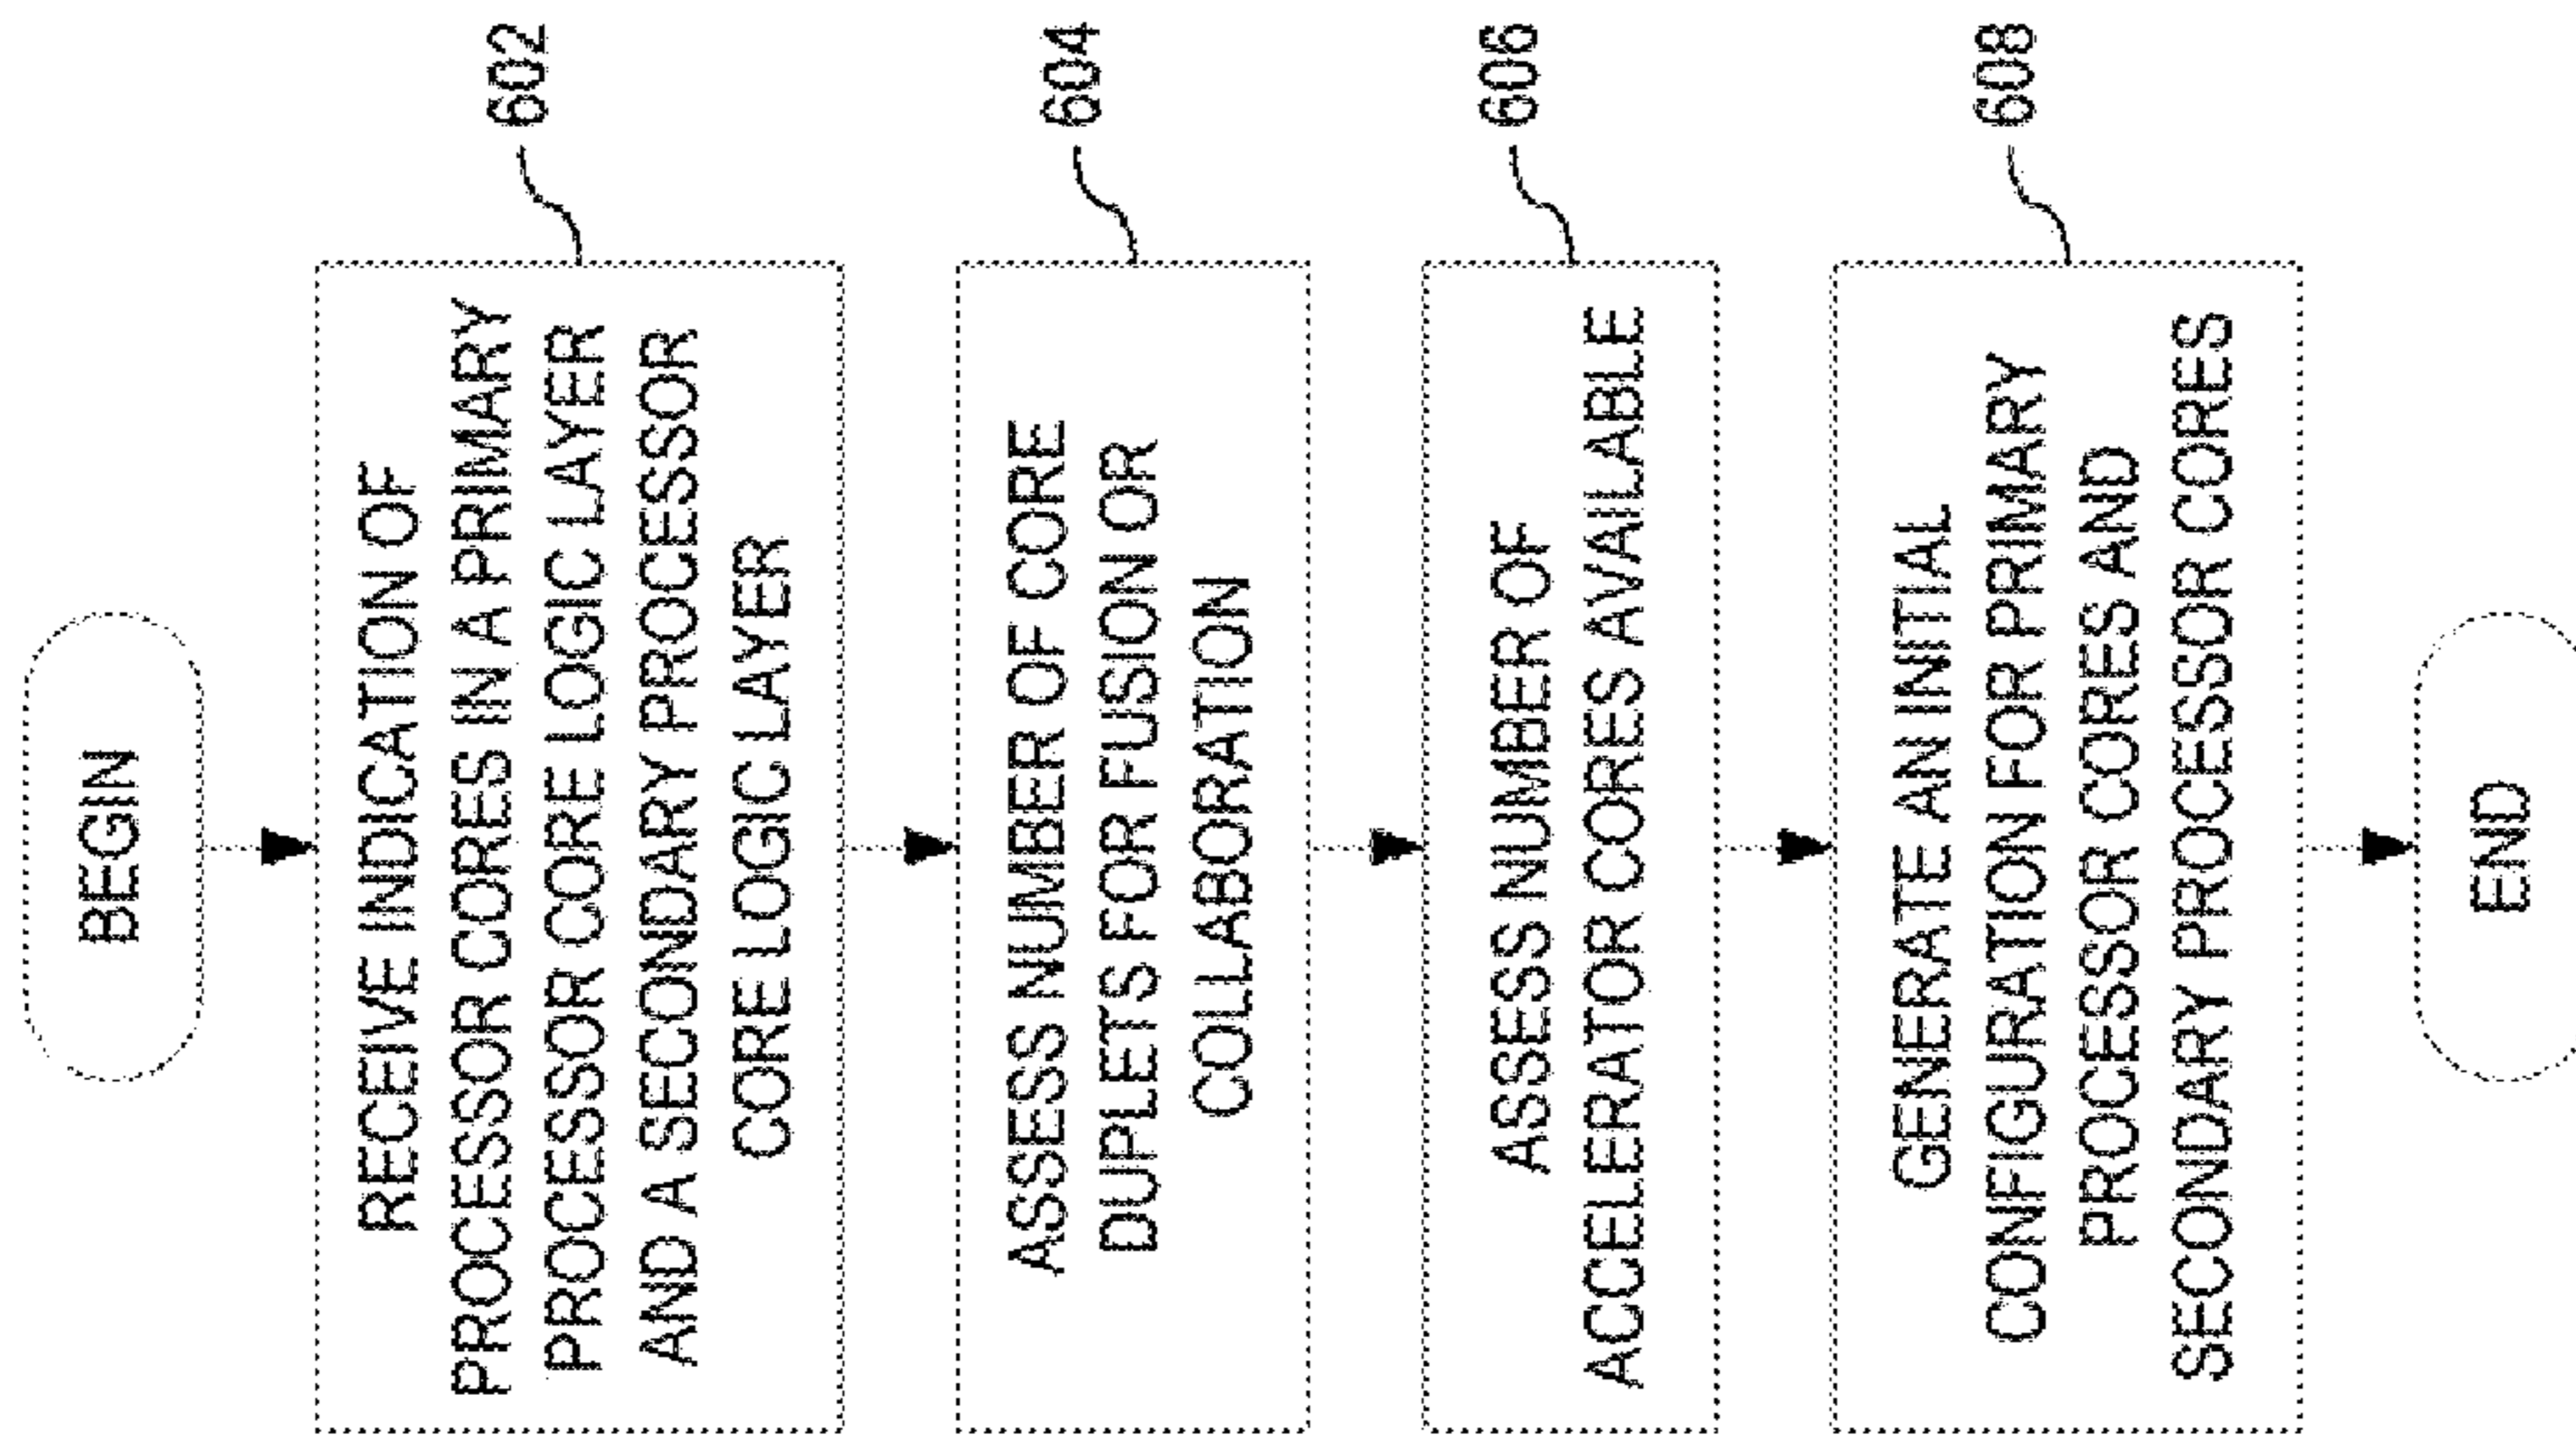 BEGIN
RECEIVE INDICATION OF
PROCESSOR CORES IN A PRIMARY
PROCESSOR CORE LOGIC LAYER
AND A SECONDARY PROCESSOR
CORE LOGIC LAYER
602
ASSESS NUMBER OF CORE
DUPLETS FOR FUSION OR
COLLABORATION
604
ASSESS NUMBER OF
ACCELERATOR CORES AVAILABLE
606
GENERATE AN INITIAL
CONFIGURATION FOR PRIMARY
PROCESSOR CORES AND
SECONDARY PROCESSOR CORES
608
END